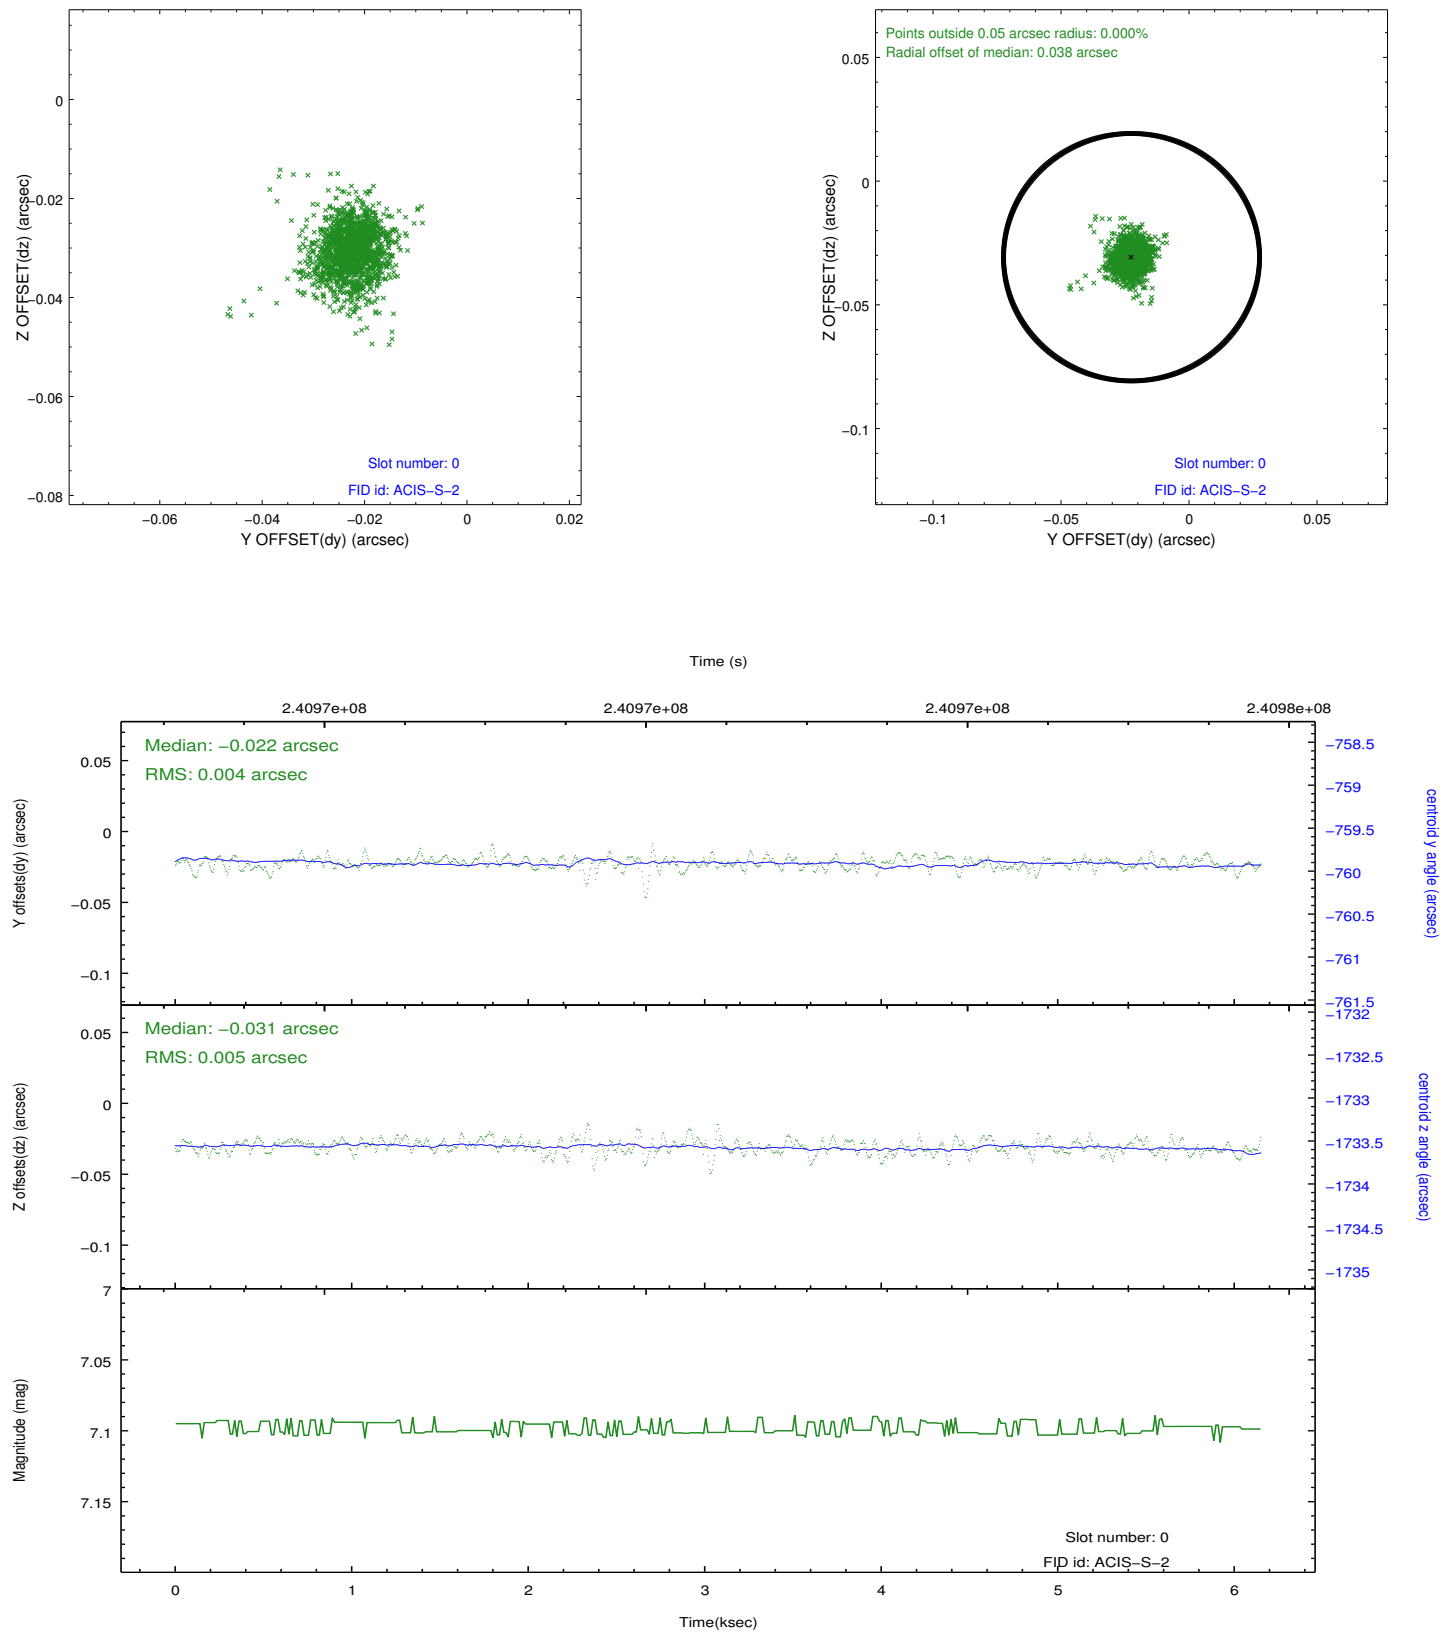 0
−0.02
−0.04
−0.06
−0.08
Z OFFSET(dz) (arcsec)
Slot number: 0
FID id: ACIS−S−2
−0.06
−0.04
−0.02
0
0.02
Y OFFSET(dy) (arcsec)
Points outside 0.05 arcsec radius: 0.000%
Radial offset of median: 0.038 arcsec
0.05
0
−0.05
−0.1
Z OFFSET(dz) (arcsec)
Slot number: 0
FID id: ACIS−S−2
−0.1
−0.05
0
0.05
Y OFFSET(dy) (arcsec)
Time (s)
2.4097e+08
2.4097e+08
2.4097e+08
2.4098e+08
Median: −0.022 arcsec
RMS: 0.004 arcsec
0.05
0
−0.05
−0.1
Y offsets(dy) (arcsec)
−758.5
−759
−759.5
−760
−760.5
−761
−761.5
centroid y angle (arcsec)
Median: −0.031 arcsec
RMS: 0.005 arcsec
0.05
0
−0.05
−0.1
Z offsets(dz) (arcsec)
−1732
−1732.5
−1733
−1733.5
−1734
−1734.5
−1735
centroid z angle (arcsec)
7
7.05
7.1
7.15
Magnitude (mag)
Slot number: 0
FID id: ACIS−S−2
0
1
2
3
4
5
6
Time(ksec)